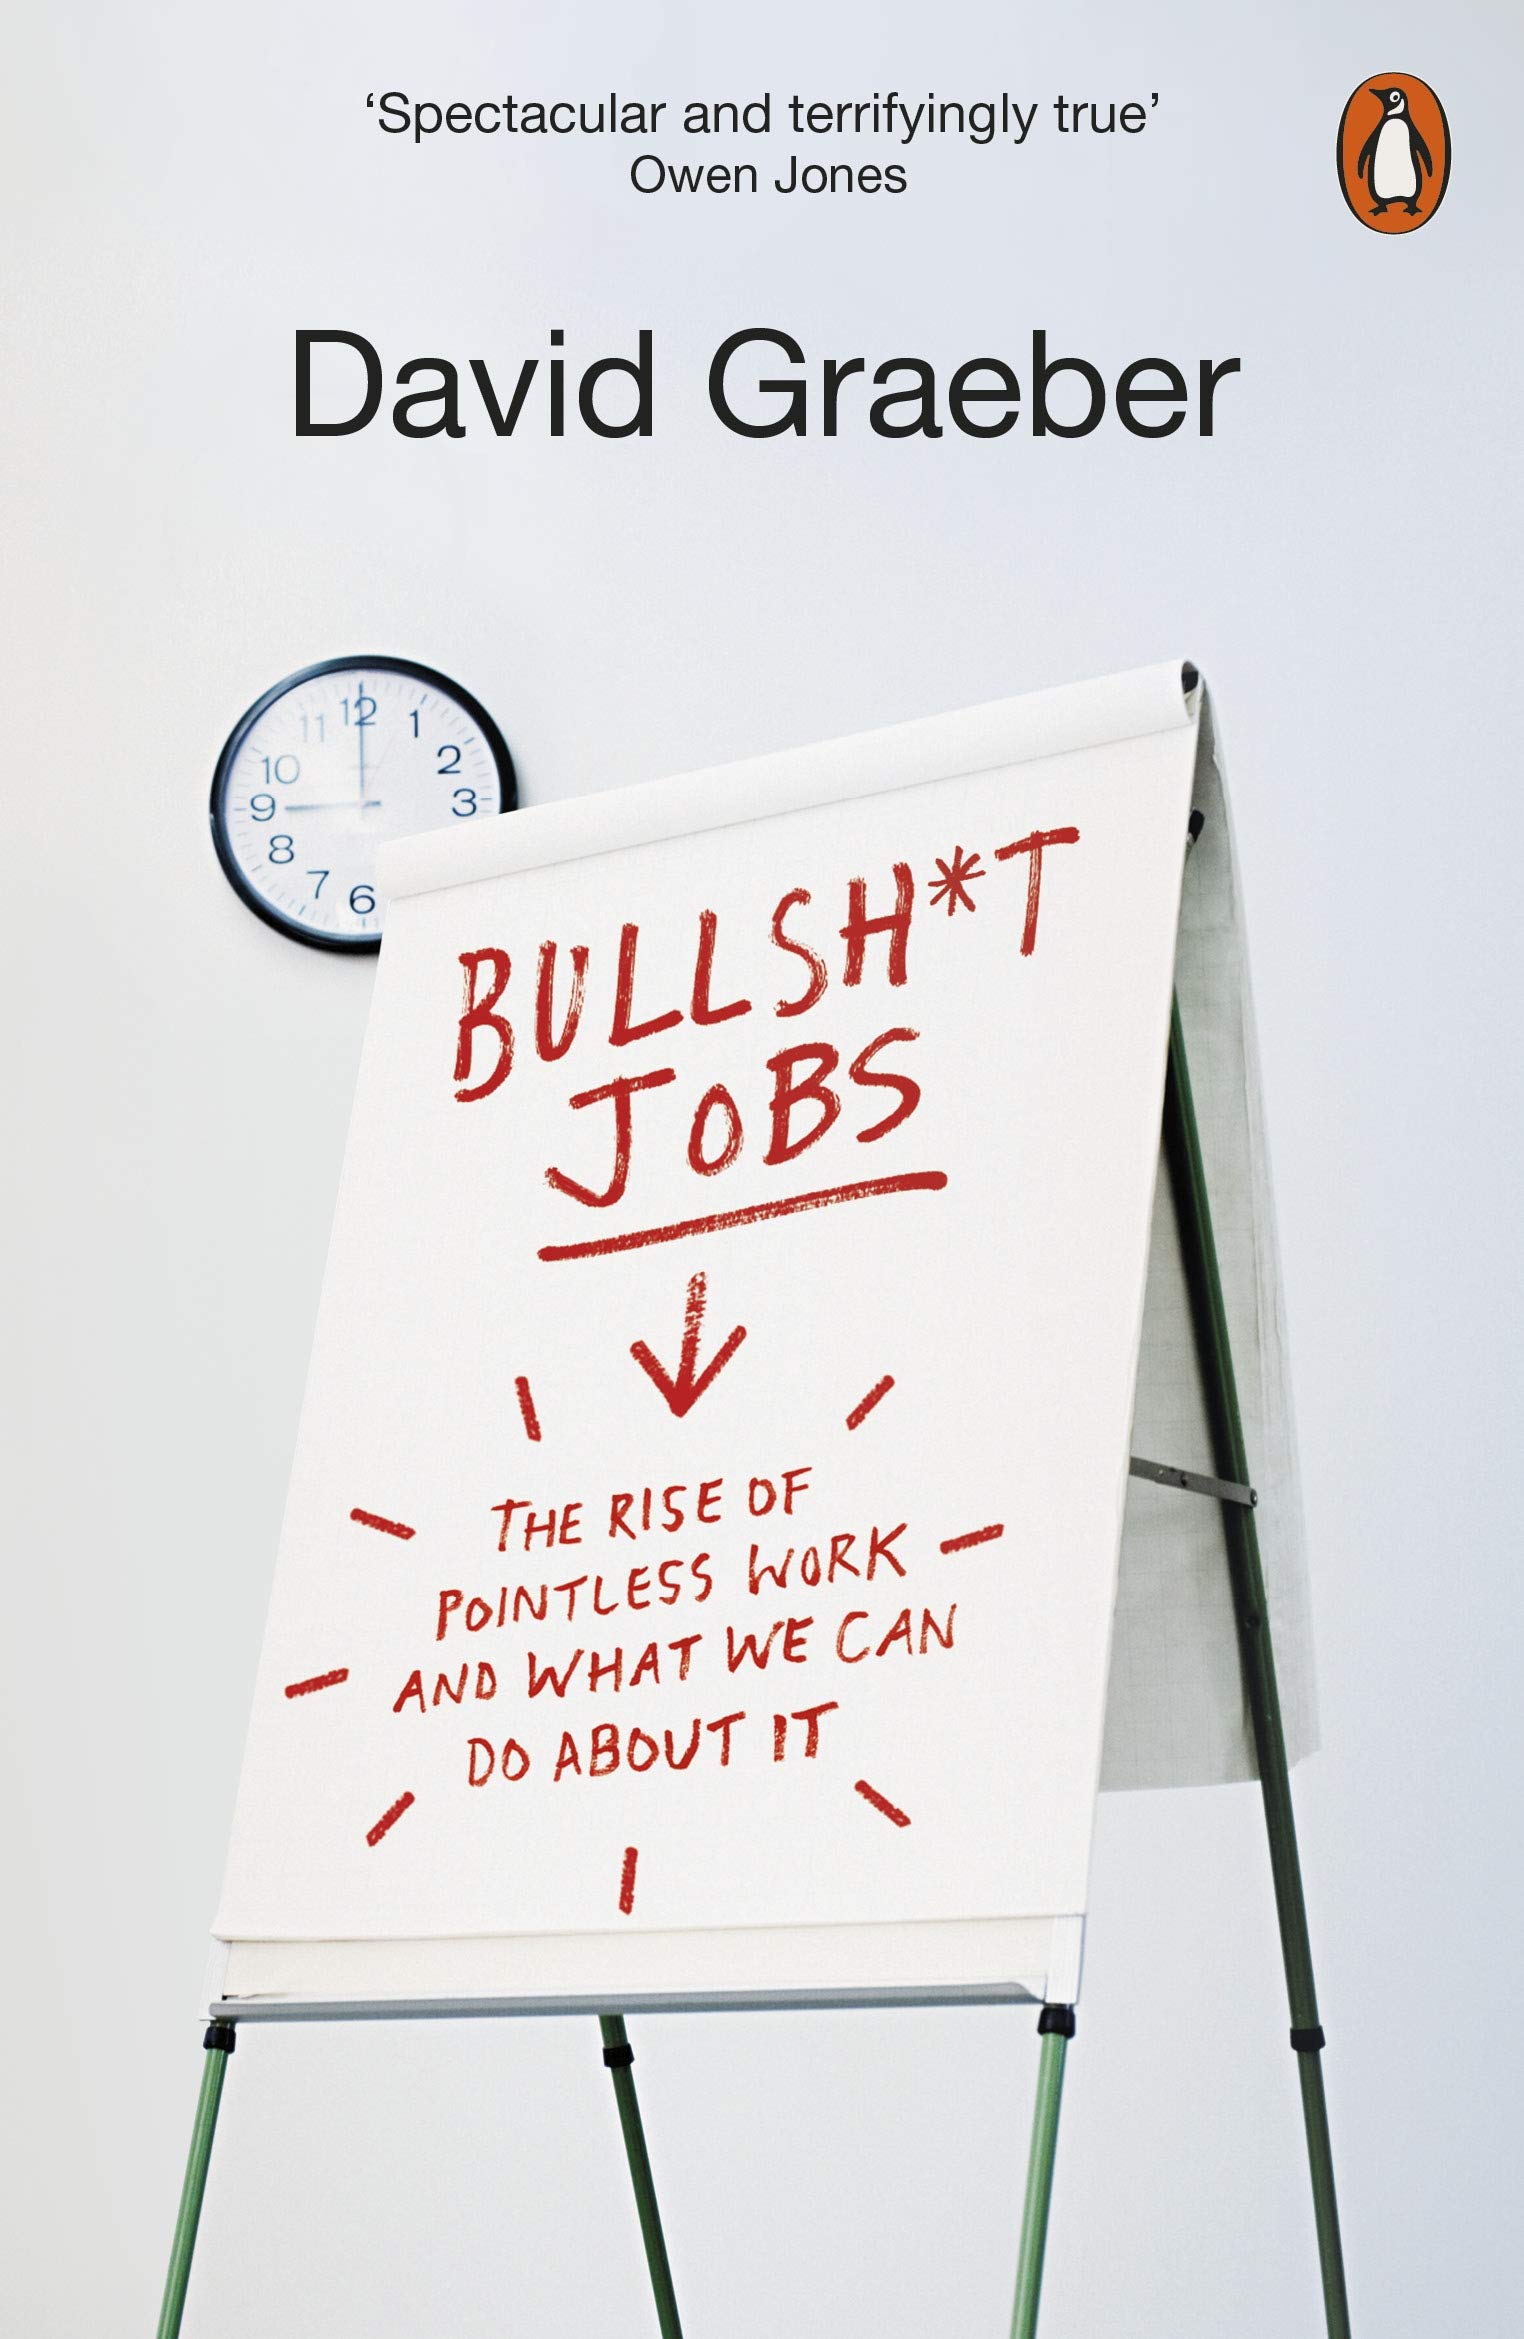 ‘Spectacular and terrifyingly true’
Owen Jones
David Graeber
12
11 1
10 2
9 3
8
7 6
BULLSH*T
JOBS
THE RISE OF
POINTLESS WORK
AND WHAT WE CAN
DO ABOUT IT